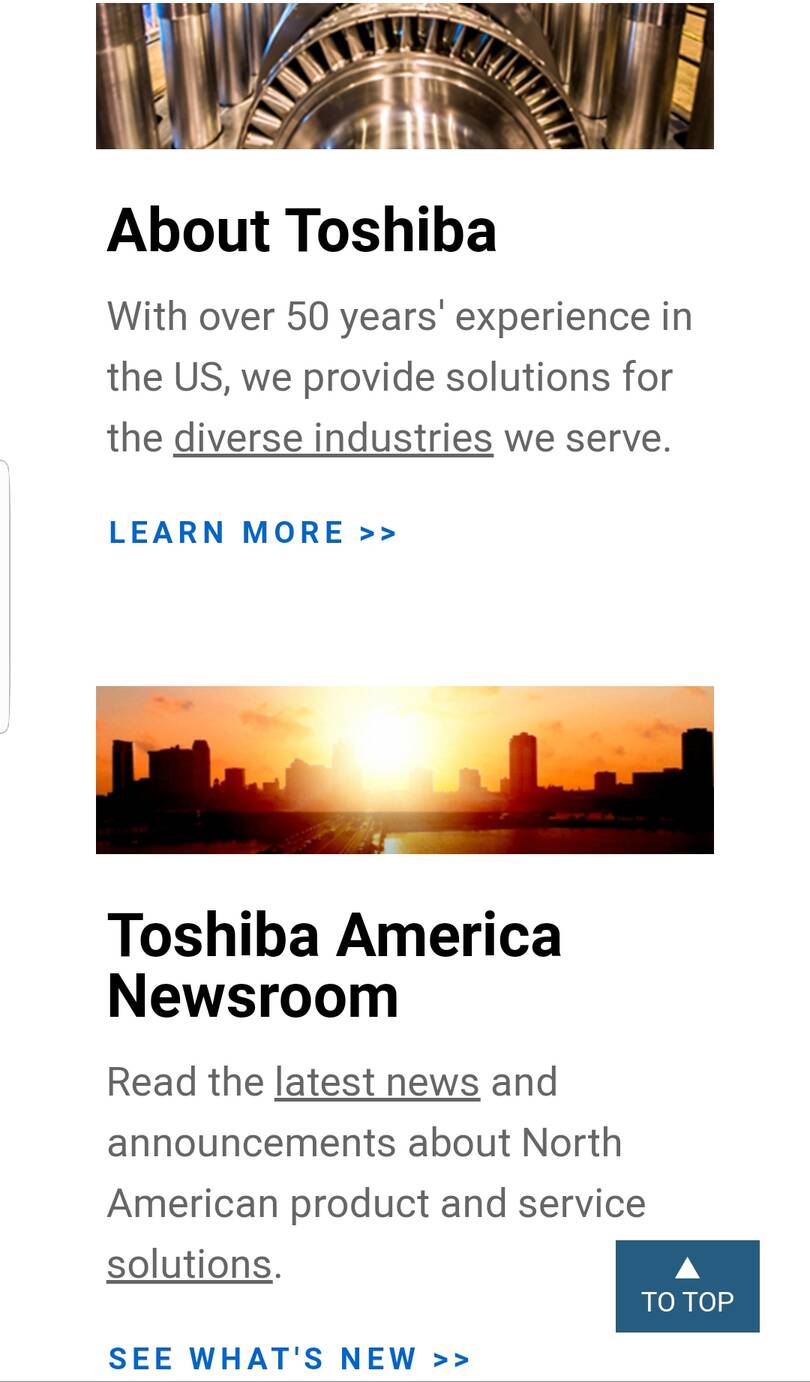 About Toshiba
With over 50 years' experience in
the US, we provide solutions for
the diverse industries we serve.
LEARN MORE >>
Toshiba America
Newsroom
Read the latest news and
announcements about North
American product and service
solutions.
▲
TO TOP
SEE WHAT'S NEW >>